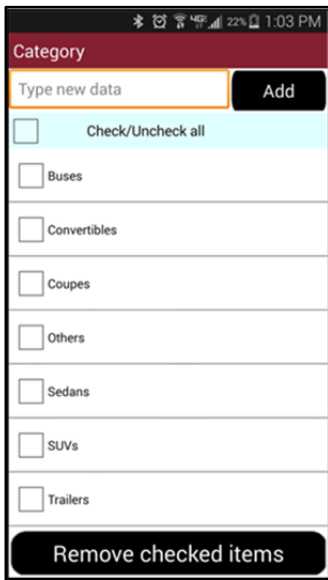 4G 22% 1:03 PM
Category
Type new data Add
Check/Uncheck all
Buses
Convertibles
Coupes
Others
Sedans
SUVs
Trailers
Remove checked items